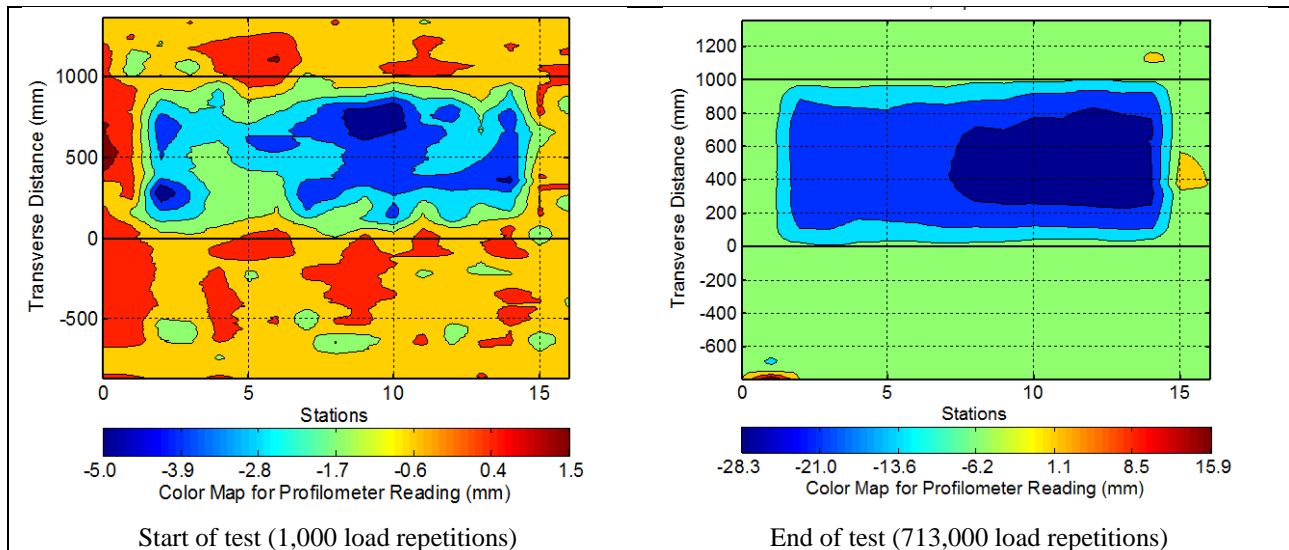 1000
500
0
-500
Transverse Distance (mm)
0 5 10 15
Stations
-5.0 -3.9 -2.8 -1.7 -0.6 0.4 1.5
Color Map for Profilometer Reading (mm)
Start of test (1,000 load repetitions)
1200
1000
800
600
400
200
0
-200
-400
-600
Transverse Distance (mm)
0 5 10 15
Stations
-28.3 -21.0 -13.6 -6.2 1.1 8.5 15.9
Color Map for Profilometer Reading (mm)
End of test (713,000 load repetitions)